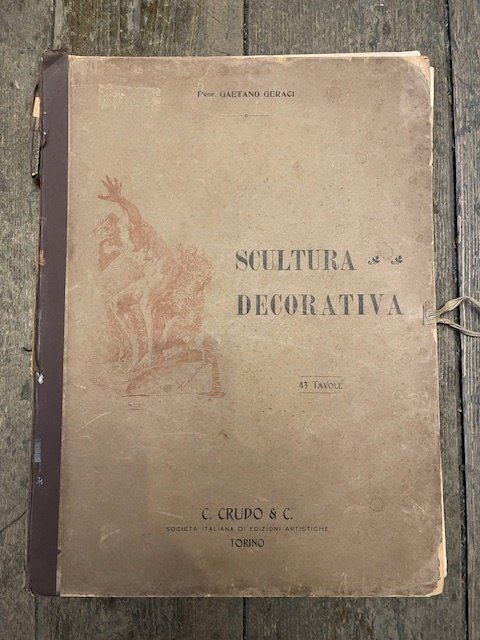 Prof. GAETANO GERACI
SCULTURA
DECORATIVA
43 TAVOLE
C. CRUDO & C.
SOCIETÀ ITALIANA DI EDIZIONI ARTISTICHE
TORINO